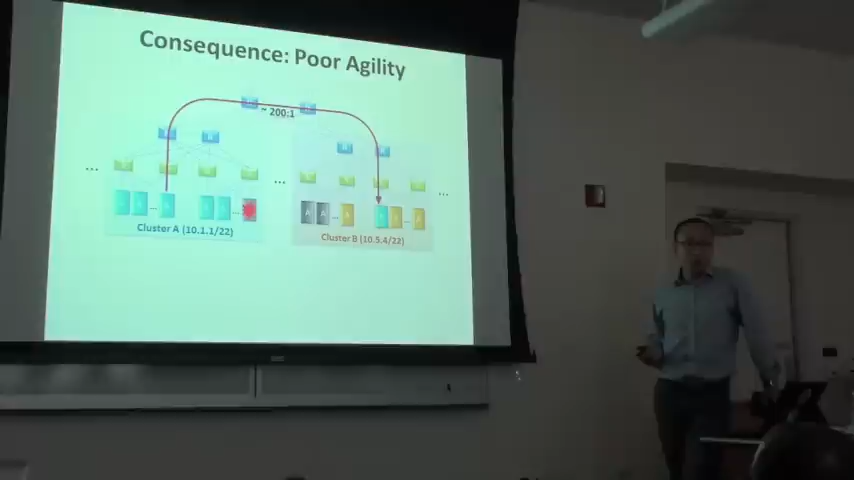 Consequence: Poor Agility
~ 200:1
...
...
...
Cluster A (10.1.1/22)
Cluster B (10.5.4/22)